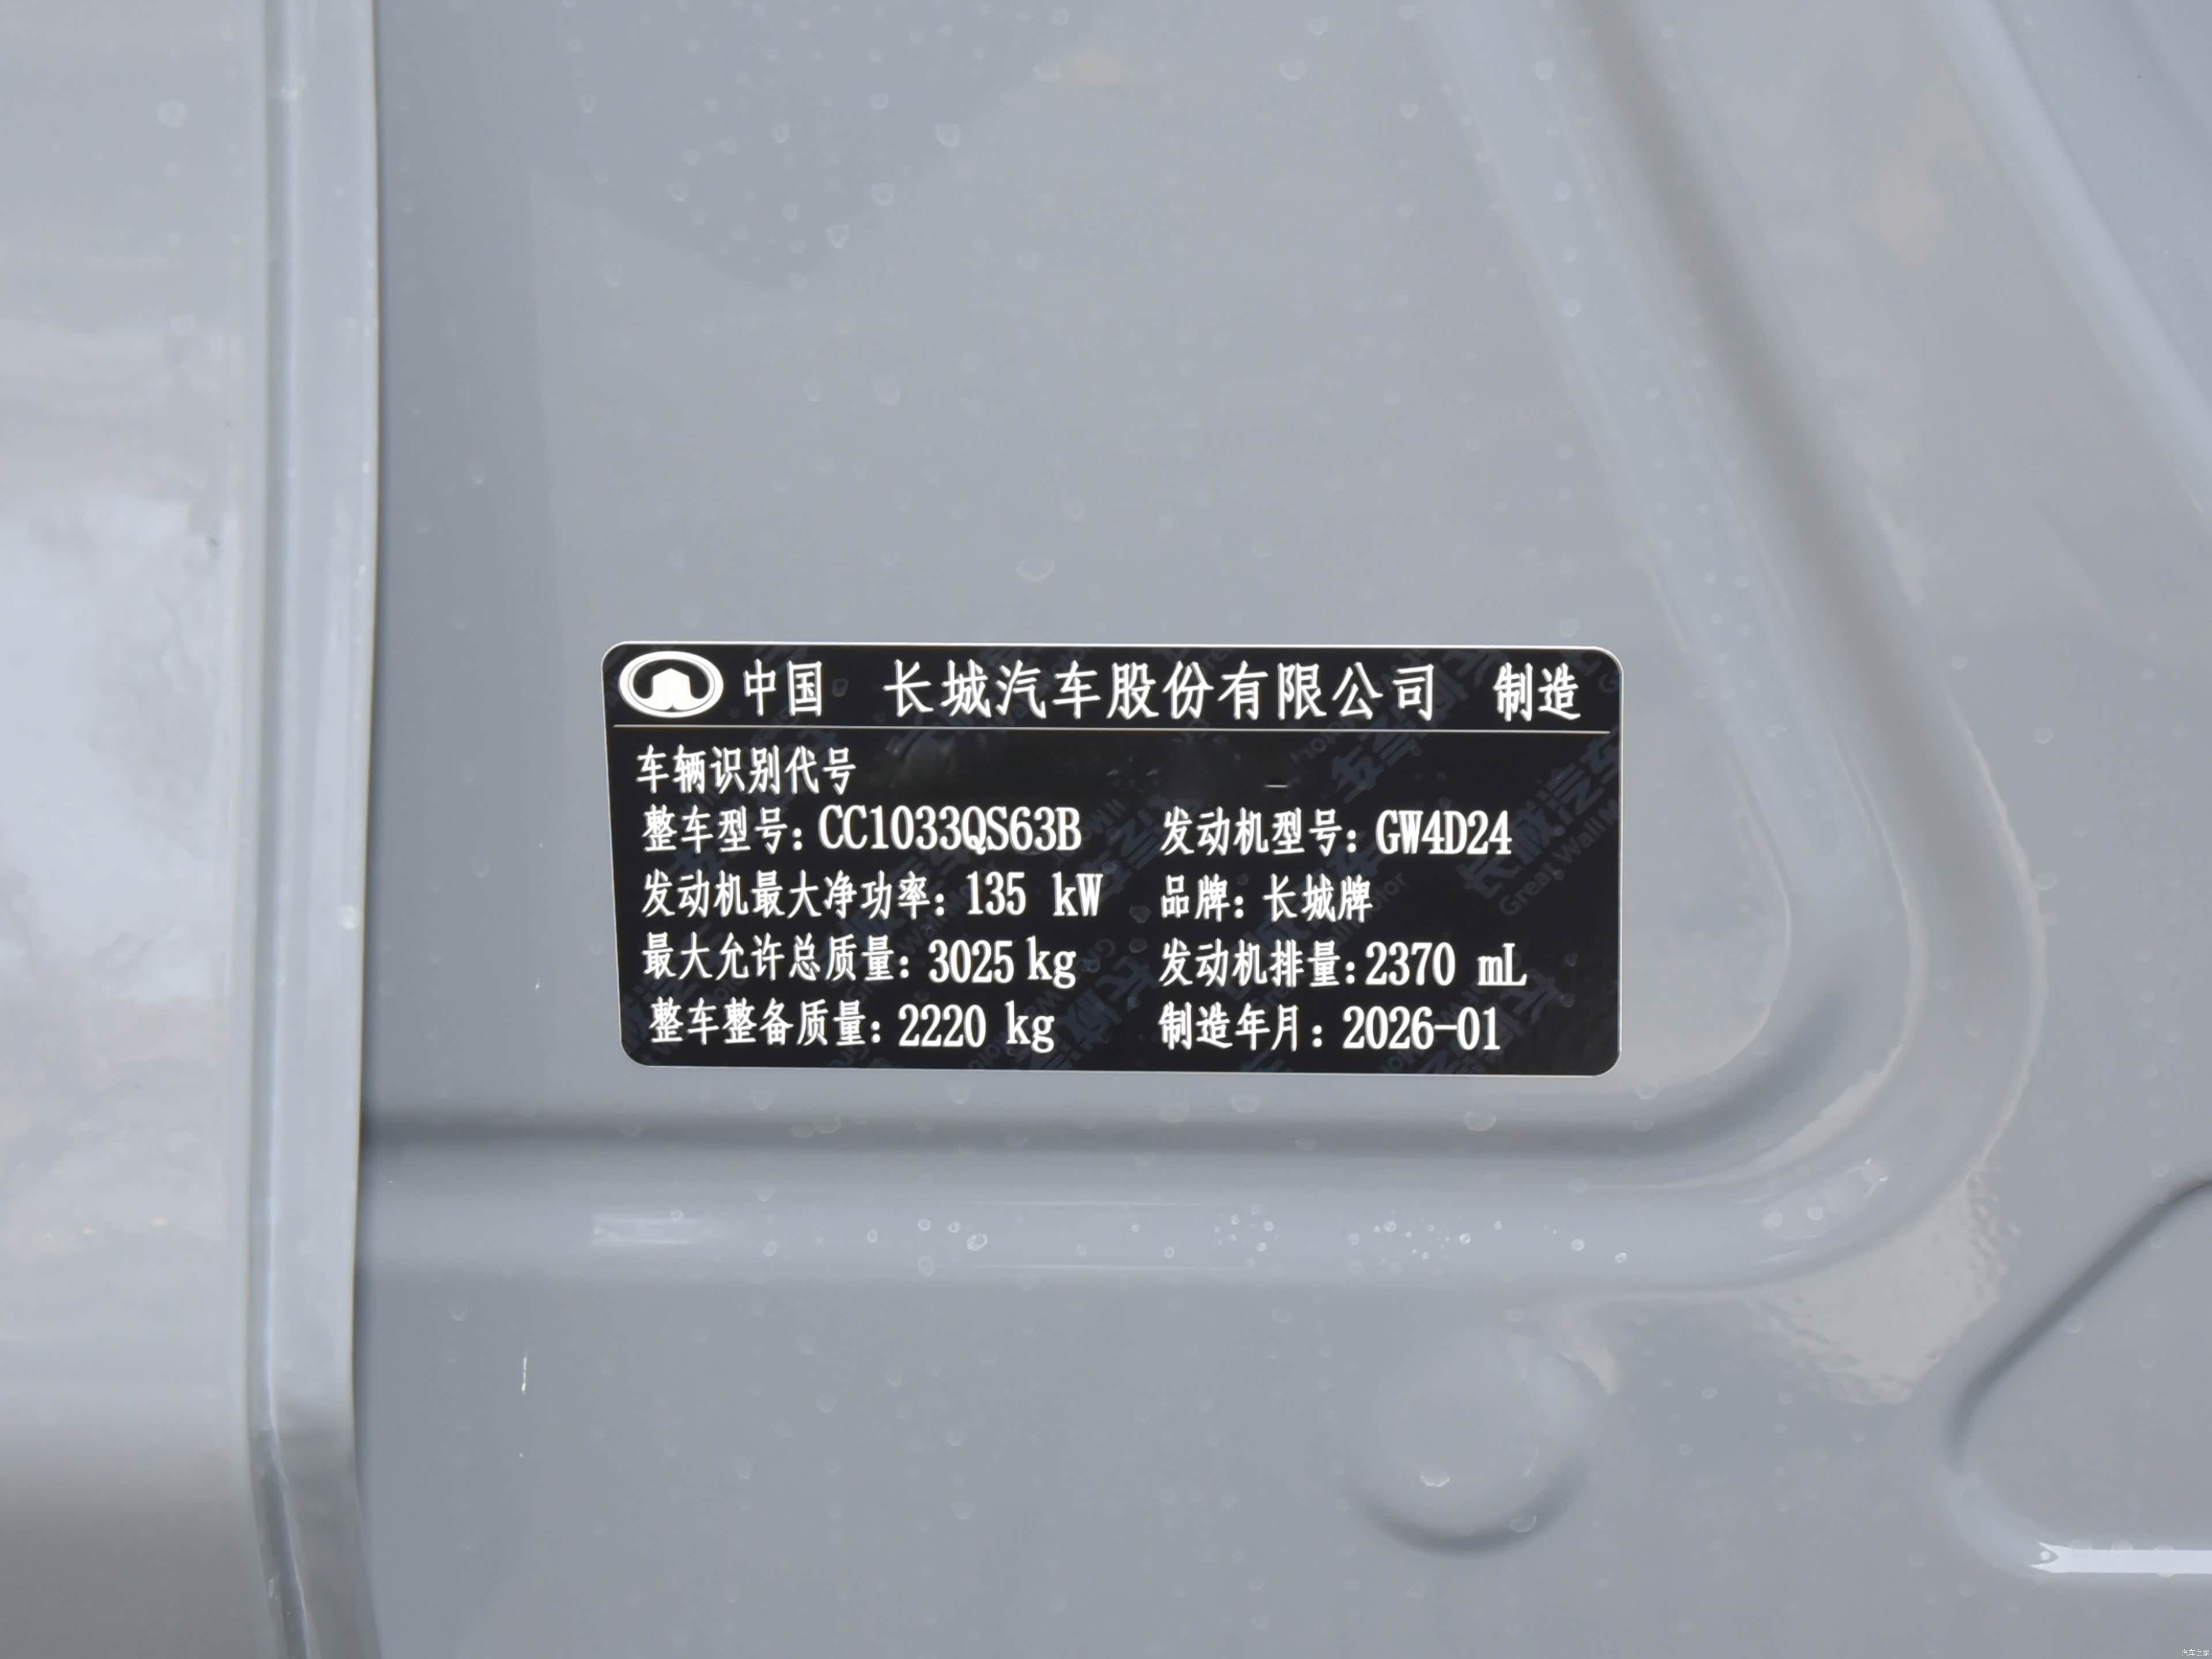 中国 长城汽车股份有限公司 制造
车辆识别代号
整车型号：CC1033QS63B 发动机型号：GW4D24
发动机最大净功率：135 kW 品牌：长城牌
最大允许总质量：3025 kg 发动机排量：2370 mL
整车整备质量：2220 kg 制造年月：2026-01
汽车之家